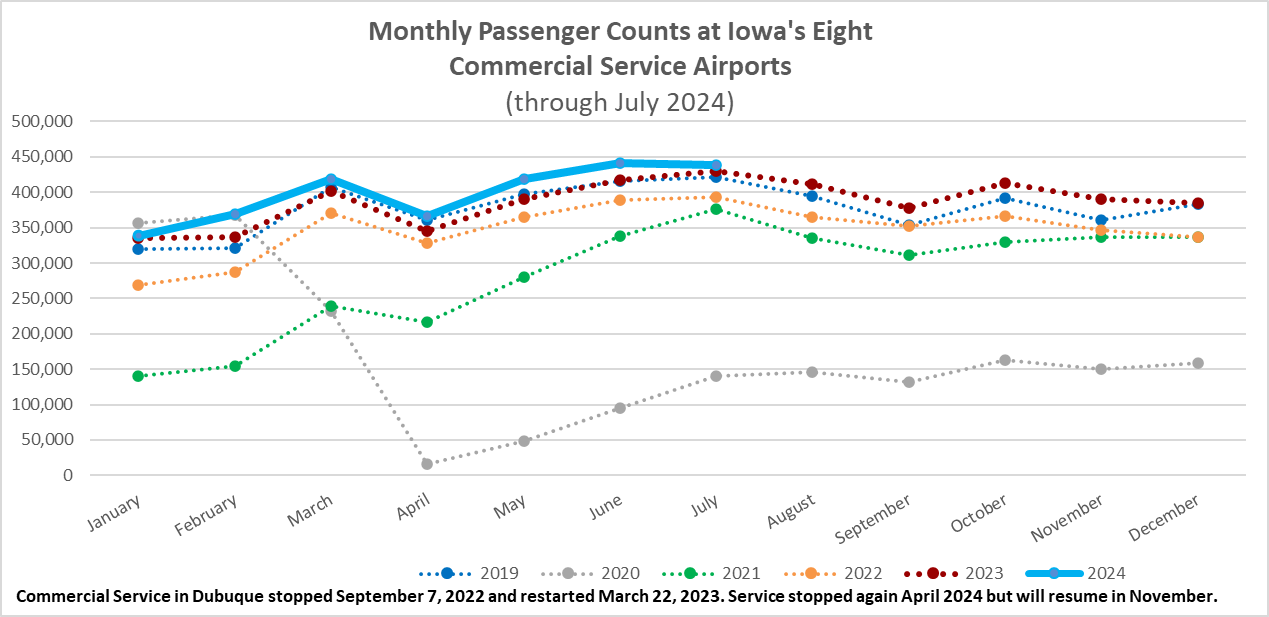 Monthly Passenger Counts at Iowa's Eight
Commercial Service Airports
(through July 2024)
500,000
450,000
400,000
350,000
300,000
250,000
200,000
150,000
100,000
50,000
0
January
February
March
April
May
June
July
August
September
October
November
December
2019
2020
2021
2022
2023
2024
Commercial Service in Dubuque stopped September 7, 2022 and restarted March 22, 2023. Service stopped again April 2024 but will resume in November.